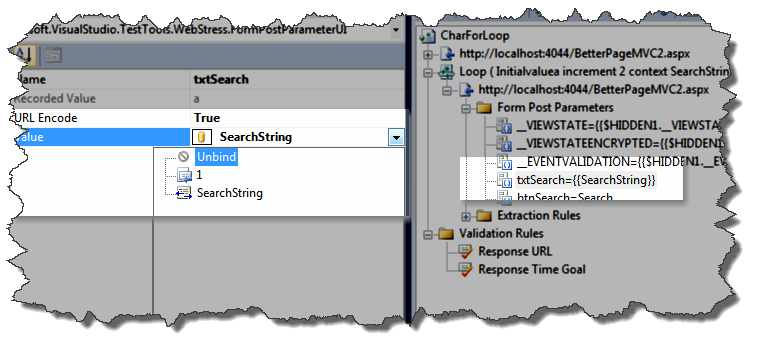 soft.VisualStudio.TestTools.WebStress.FormPostParameterUI
Name txtSearch
Recorded Value a
URL Encode True
Value SearchString
Unbind
1
SearchString
CharForLoop
http://localhost:4044/BetterPageMVC2.aspx
Loop ( Initialvaluea increment 2 context SearchStrin
http://localhost:4044/BetterPageMVC2.aspx
Form Post Parameters
__VIEWSTATE={{$HIDDEN1.__VIEWSTA
__VIEWSTATEENCRYPTED={{$HIDD
__EVENTVALIDATION={{$HIDDEN1.__EV
txtSearch={{SearchString}}
btnSearch=Search
Extraction Rules
Validation Rules
Response URL
Response Time Goal